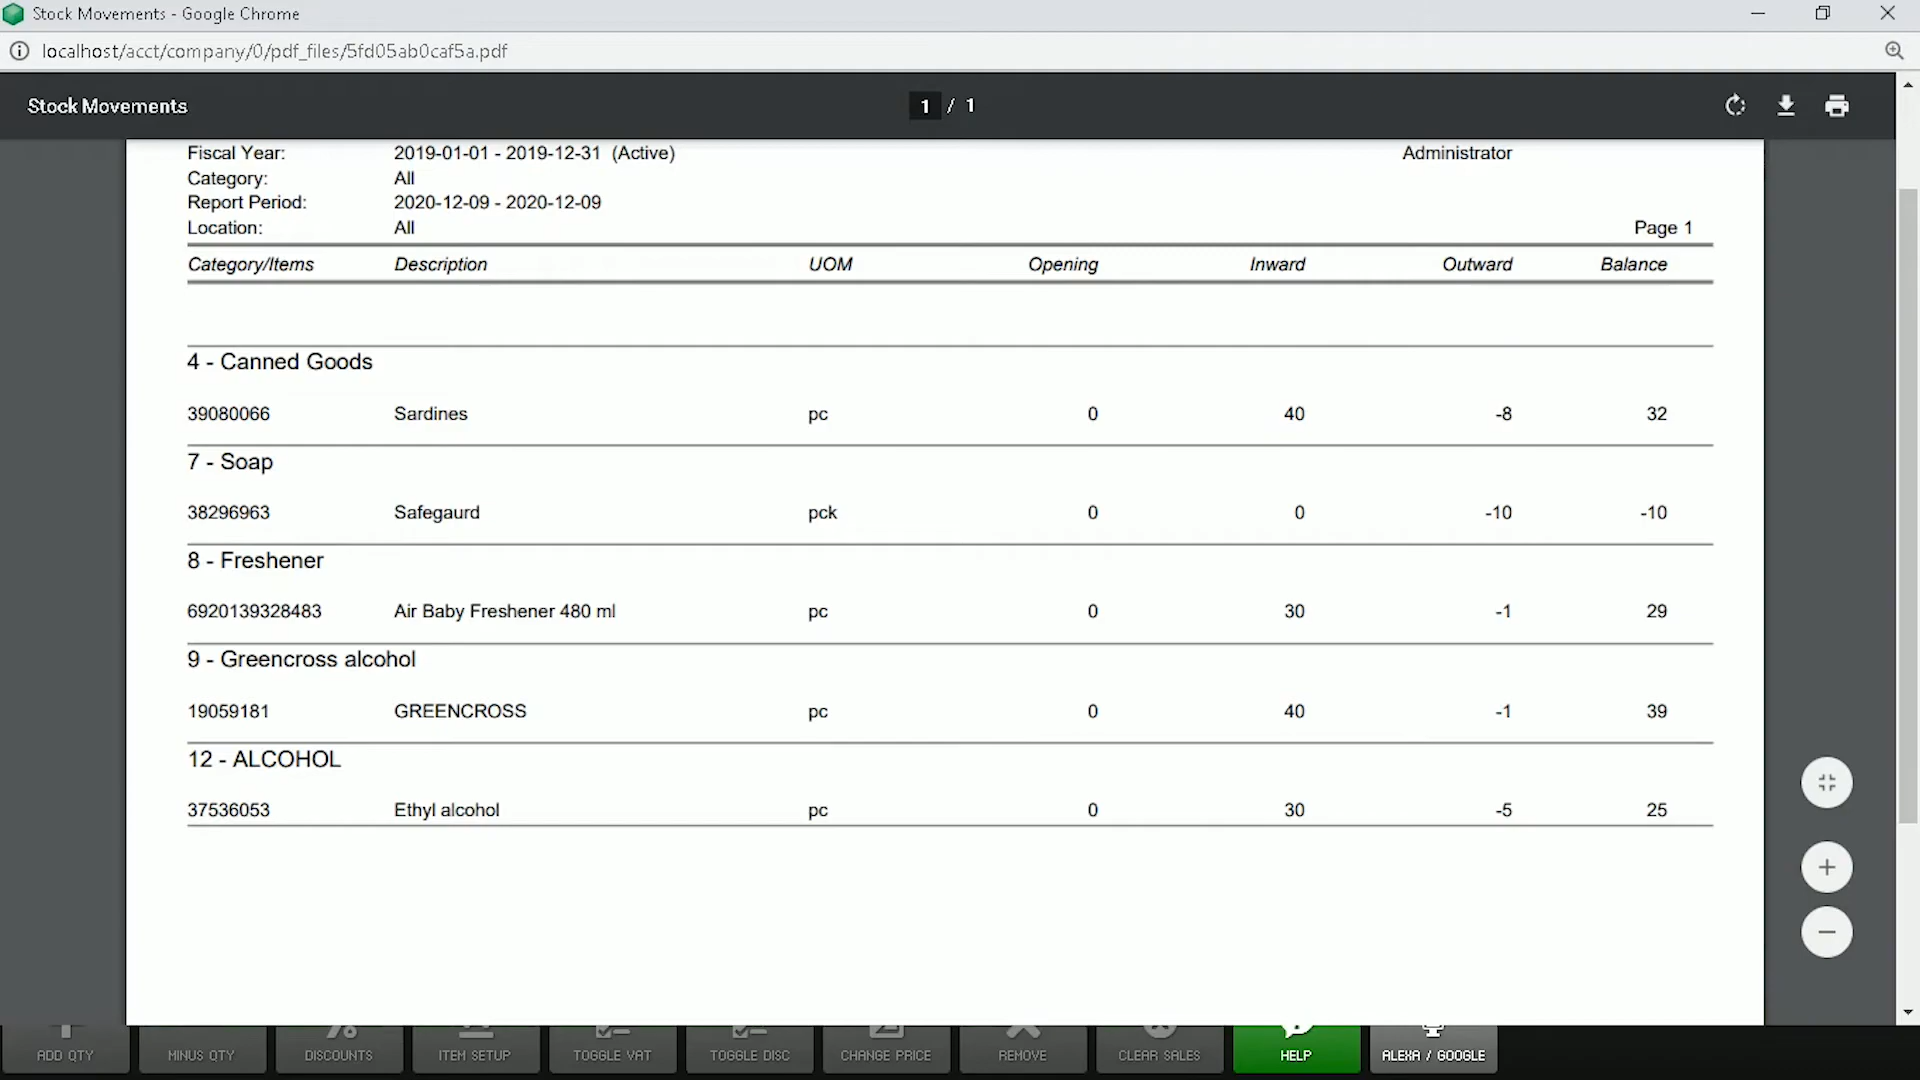 Stock Movements - Google Chrome
localhost/acct/company/0/pdf_files/5fd05ab0caf5a.pdf
Stock Movements 1 / 1
Fiscal Year: 2019-01-01 - 2019-12-31 (Active) Administrator
Category: All
Report Period: 2020-12-09 - 2020-12-09
Location: All Page 1
Category/Items Description UOM Opening Inward Outward Balance
4 - Canned Goods
39080066 Sardines pc 0 40 -8 32
7 - Soap
38296963 Safegaurd pck 0 0 -10 -10
8 - Freshener
6920139328483 Air Baby Freshener 480 ml pc 0 30 -1 29
9 - Greencross alcohol
19059181 GREENCROSS pc 0 40 -1 39
12 - ALCOHOL
37536053 Ethyl alcohol pc 0 30 -5 25
ADD QTY MINUS QTY DISCOUNTS ITEM SETUP TOGGLE VAT TOGGLE DISC CHANGE PRICE REMOVE CLEAR SALES HELP ALEXA / GOOGLE